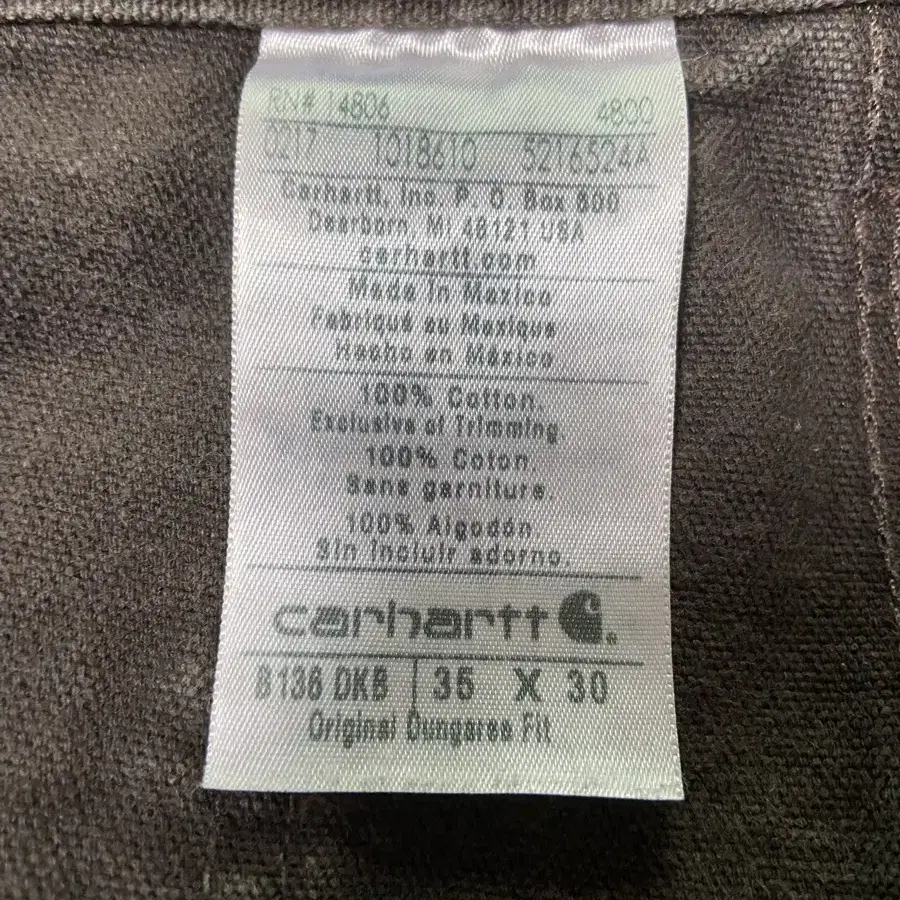 RN# 14806 4800
0217 1018610 5216524A
Carhartt, Inc. P. O. Box 600
Dearborn, MI 48121 USA
carhartt.com
Made In Mexico
Fabriqué au Mexique
Hecho en México
100% Cotton.
Exclusive of Trimming.
100% Coton.
Sans garniture.
100% Algodón.
Sin incluir adorno.
carhartt
B136 DKB 35 X 30
Original Dungaree Fit